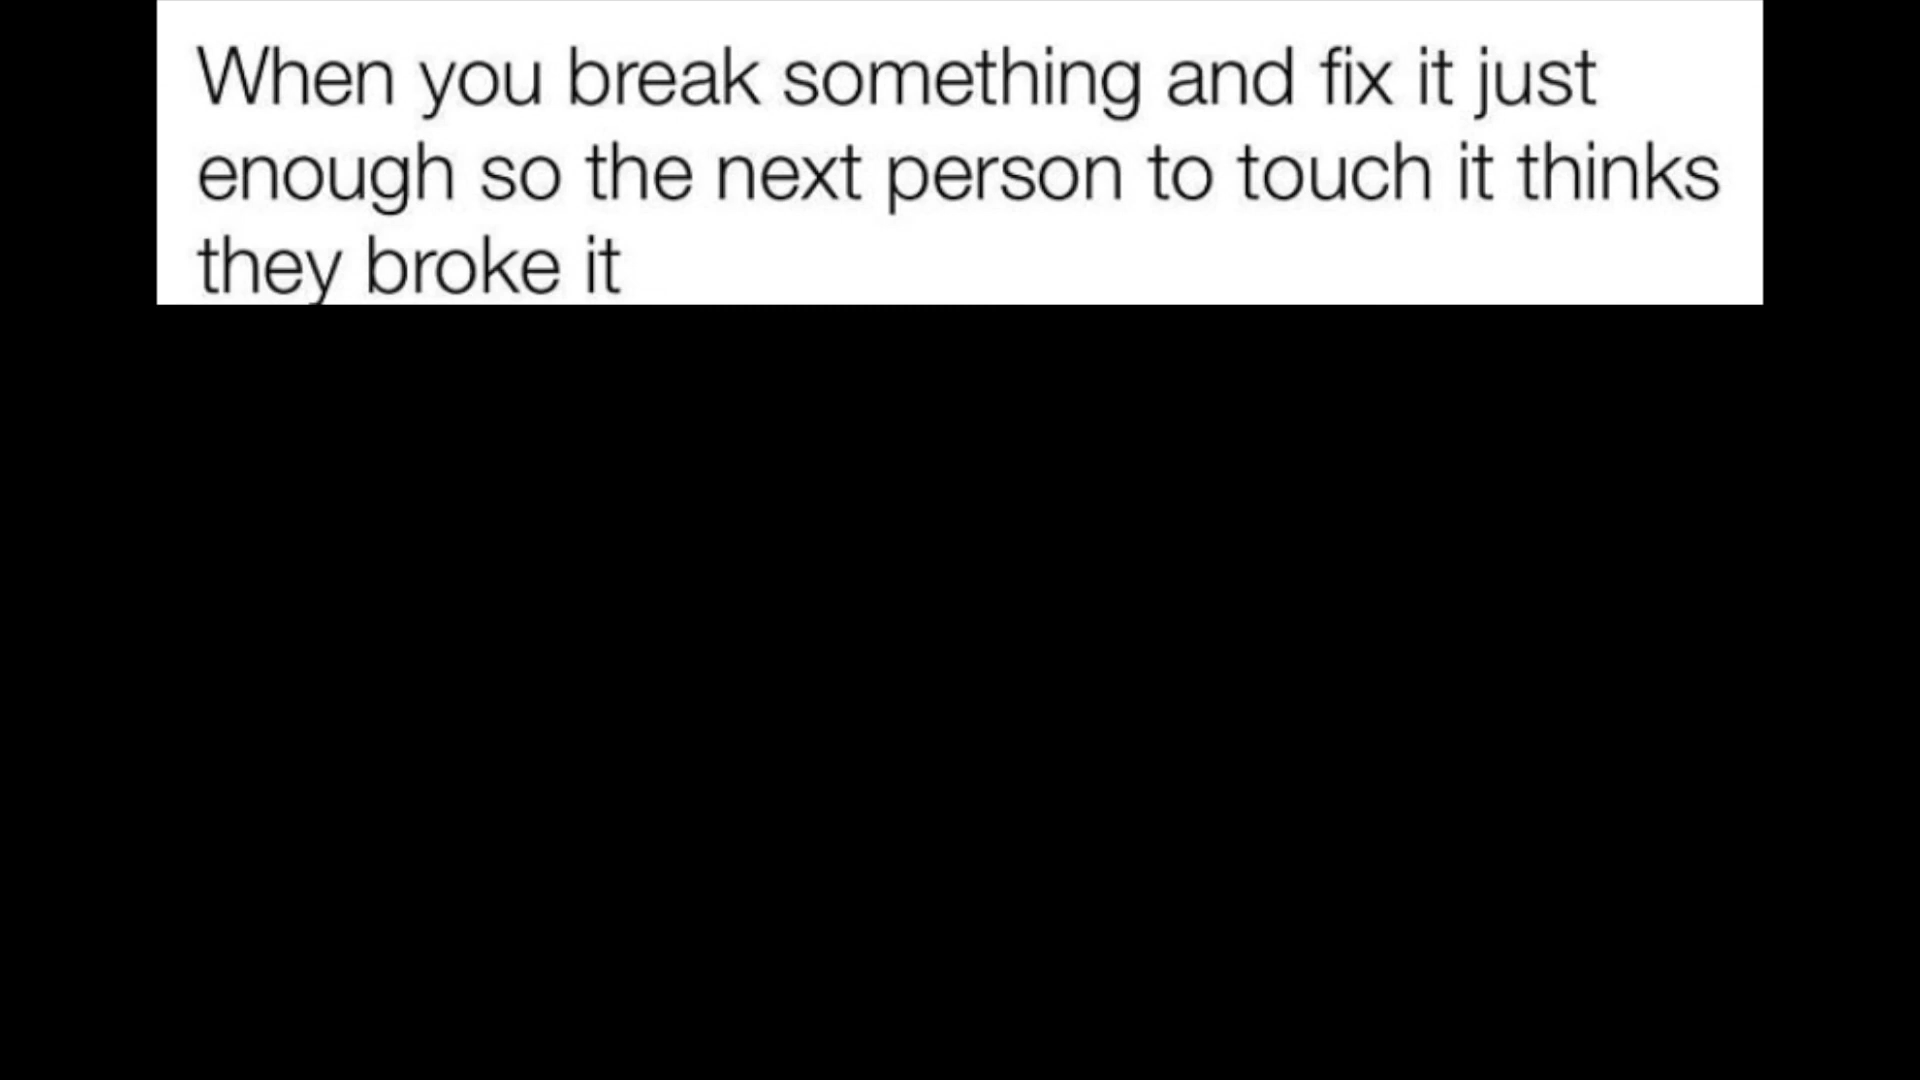 When you break something and fix it just
enough so the next person to touch it thinks
they broke it